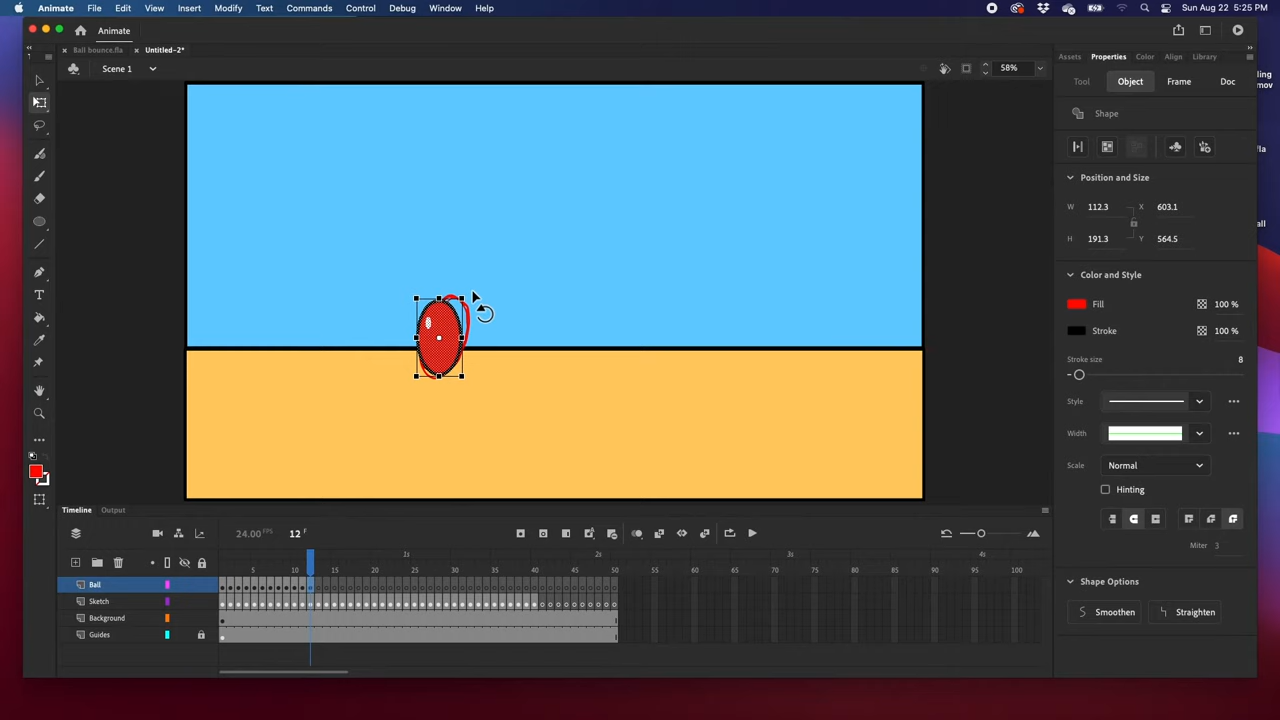 Animate File Edit View Insert Modify Text Commands Control Debug Window Help Sun Aug 22 5:25 PM
Animate
Ball bounce.fla Untitled-2*
Scene 1
58%
Assets Properties Color Align Library
Tool Object Frame Doc
Shape
Position and Size
W 112.3 X 603.1
H 191.3 Y 564.5
Color and Style
Fill 100 %
Stroke 100 %
Stroke size 8
Style
Width
Scale Normal
Hinting
Miter 3
Shape Options
Smoothen Straighten
Timeline Output
24.00 FPS 12 F
1s 2s 3s 4s
5 10 15 20 25 30 35 40 45 50 55 60 65 70 75 80 85 90 95 100
Ball
Sketch
Background
Guides
ling
mov
fla
all